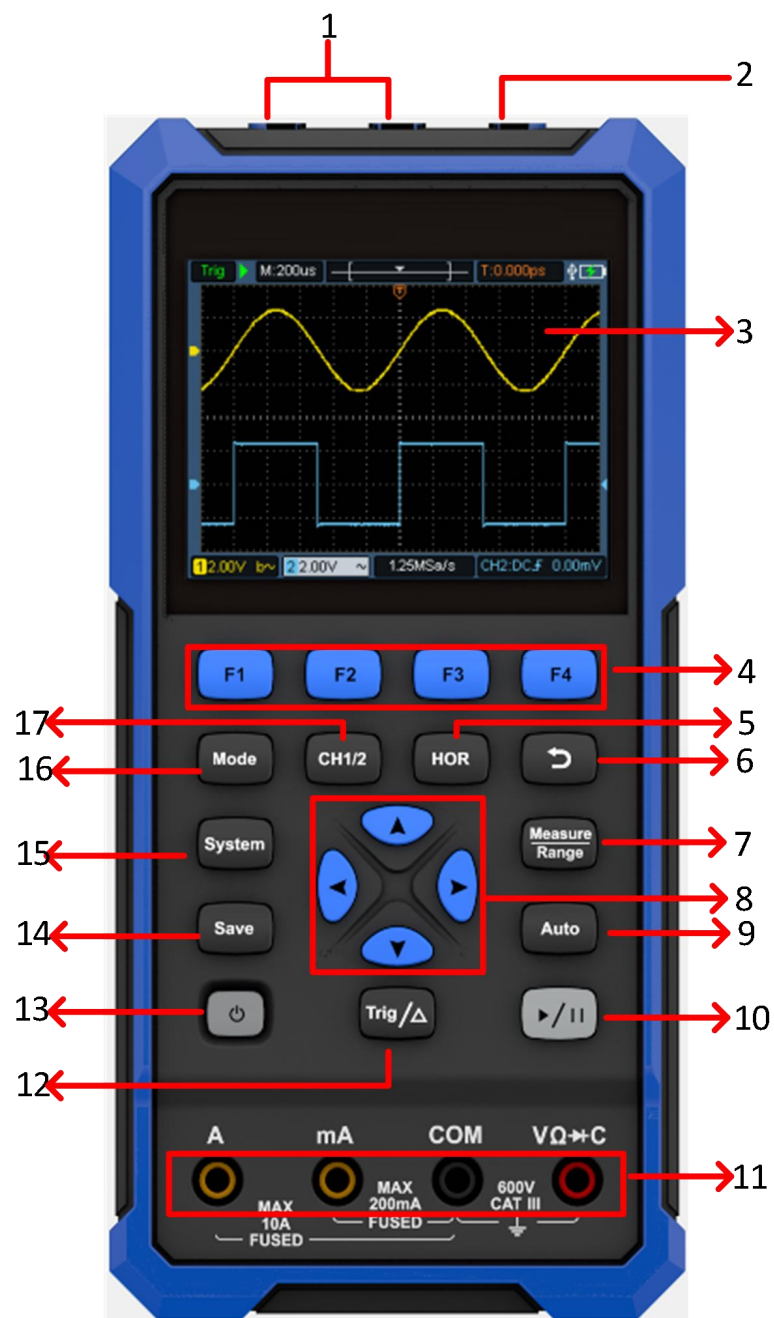 1
2
Trig M:200us T:0.000ps
T
3
1 2.00V b~ 2 2.00V ~ 1.25MSa/s CH2:DC 0.00mV
F1 F2 F3 F4
4
17
5
Mode CH1/2 HOR
16
6
System Measure
Range
15
7
8
Save Auto
14
9
13
Trig/△
10
12
A mA COM VΩC
11
MAX
10A
FUSED
MAX
200mA
FUSED
600V
CAT III